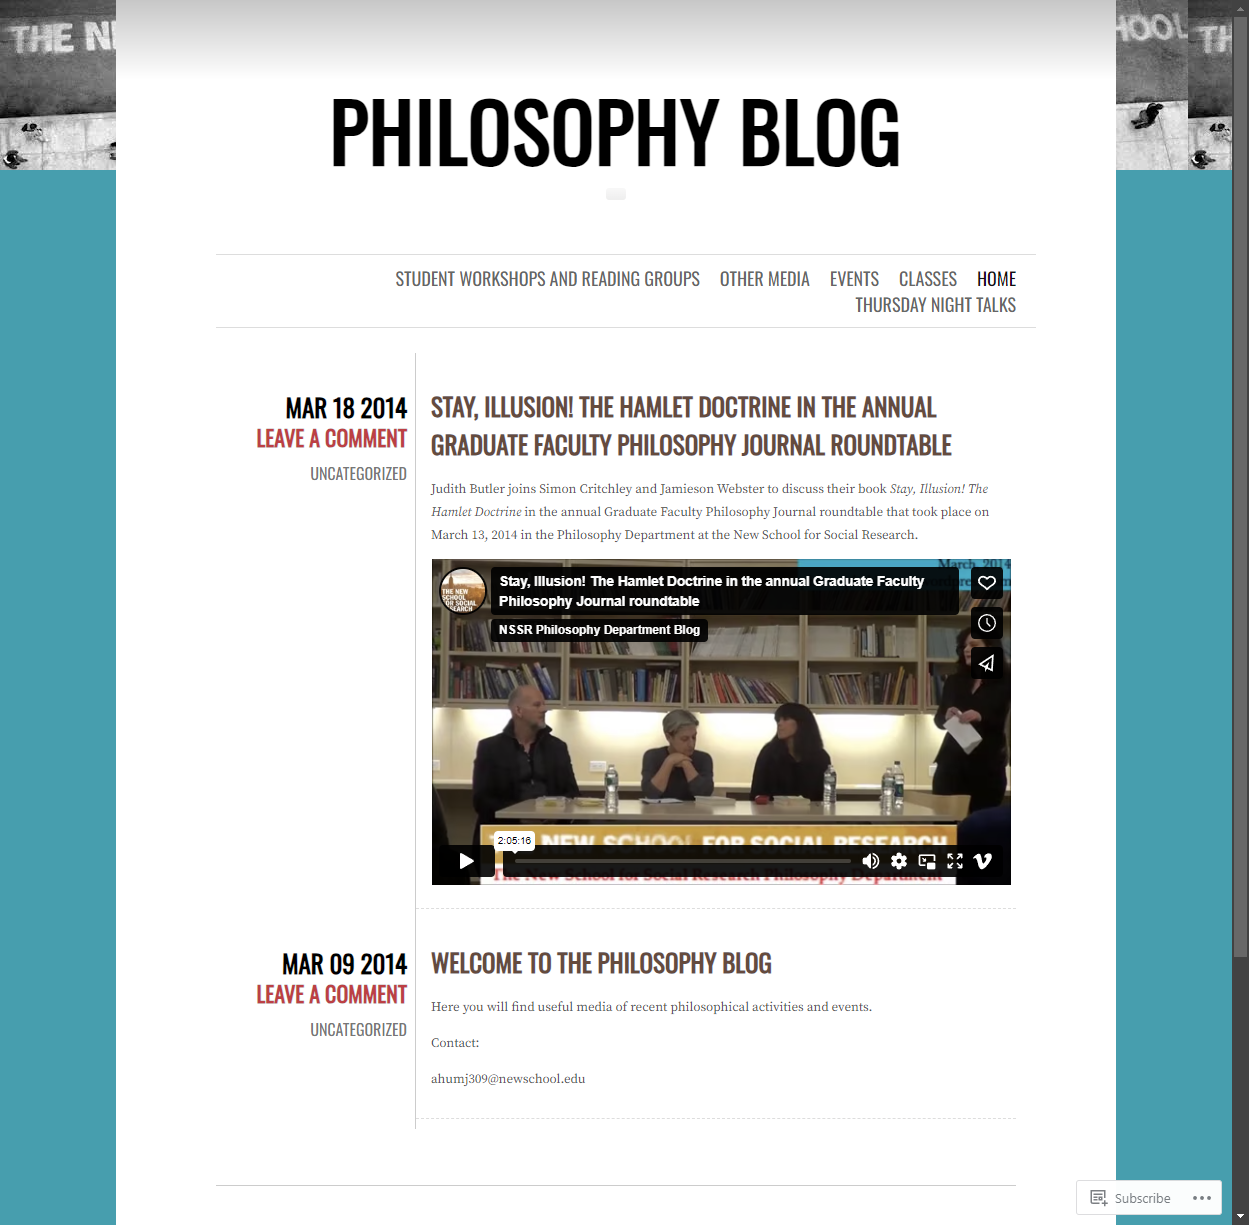 THE N
HOOL
TH
PHILOSOPHY BLOG
STUDENT WORKSHOPS AND READING GROUPS OTHER MEDIA EVENTS CLASSES HOME
THURSDAY NIGHT TALKS
MAR 18 2014
LEAVE A COMMENT
UNCATEGORIZED
STAY, ILLUSION! THE HAMLET DOCTRINE IN THE ANNUAL
GRADUATE FACULTY PHILOSOPHY JOURNAL ROUNDTABLE
Judith Butler joins Simon Critchley and Jamieson Webster to discuss their book Stay, Illusion! The
Hamlet Doctrine in the annual Graduate Faculty Philosophy Journal roundtable that took place on
March 13, 2014 in the Philosophy Department at the New School for Social Research.
March, 2014
THE NEW
SCHOOL
FOR SOCIAL
RESEARCH
Stay, Illusion! The Hamlet Doctrine in the annual Graduate Faculty
Philosophy Journal roundtable
NSSR Philosophy Department Blog
THE NEW SCHOOL FOR SOCIAL RESEARCH
2:05:16
The New School for Social Research Philosophy Department
MAR 09 2014
LEAVE A COMMENT
UNCATEGORIZED
WELCOME TO THE PHILOSOPHY BLOG
Here you will find useful media of recent philosophical activities and events.
Contact:
ahumj309@newschool.edu
Subscribe